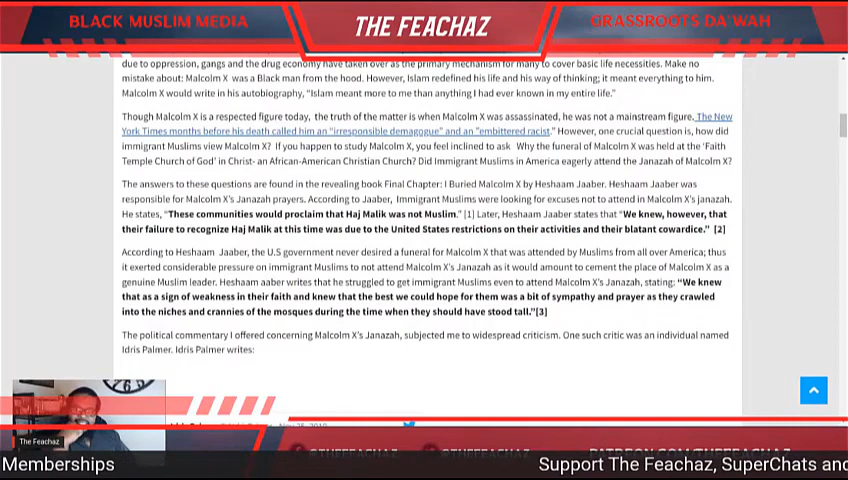 BLACK MUSLIM MEDIA
THE FEACHAZ
GRASSROOTS DA'WAH
due to oppression, gangs and the drug economy have taken over as the primary mechanism for many to cover basic life necessities. Make no
mistake about: Malcolm X was a Black man from the hood. However, Islam redefined his life and his way of thinking; it meant everything to him.
Malcolm X would write in his autobiography, "Islam meant more to me than anything I had ever known in my entire life."
Though Malcolm X is a respected figure today, the truth of the matter is when Malcolm X was assassinated, he was not a mainstream figure. The New
York Times months before his death called him an "irresponsible demagogue" and an "embittered racist." However, one crucial question is, how did
immigrant Muslims view Malcolm X? If you happen to study Malcolm X, you feel inclined to ask Why the funeral of Malcolm X was held at the 'Faith
Temple Church of God' in Christ- an African-American Christian Church? Did Immigrant Muslims in America eagerly attend the Janazah of Malcolm X?
The answers to these questions are found in the revealing book Final Chapter: I Buried Malcolm X by Heshaam Jaaber. Heshaam Jaaber was
responsible for Malcolm X's Janazah prayers. According to Jaaber, Immigrant Muslims were looking for excuses not to attend in Malcolm X's janazah.
He states, "These communities would proclaim that Haj Malik was not Muslim." [1] Later, Heshaam Jaaber states that "We knew, however, that
their failure to recognize Haj Malik at this time was due to the United States restrictions on their activities and their blatant cowardice." [2]
According to Heshaam Jaaber, the U.S government never desired a funeral for Malcolm X that was attended by Muslims from all over America; thus
it exerted considerable pressure on immigrant Muslims to not attend Malcolm X's Janazah as it would amount to cement the place of Malcolm X as a
genuine Muslim leader. Heshaam aaber writes that he struggled to get immigrant Muslims even to attend Malcolm X's Janazah, stating: "We knew
that as a sign of weakness in their faith and knew that the best we could hope for them was a bit of sympathy and prayer as they crawled
into the niches and crannies of the mosques during the time when they should have stood tall."[3]
The political commentary I offered concerning Malcolm X's Janazah, subjected me to widespread criticism. One such critic was an individual named
Idris Palmer. Idris Palmer writes:
The Feachaz
Memberships
Support The Feachaz, SuperChats and